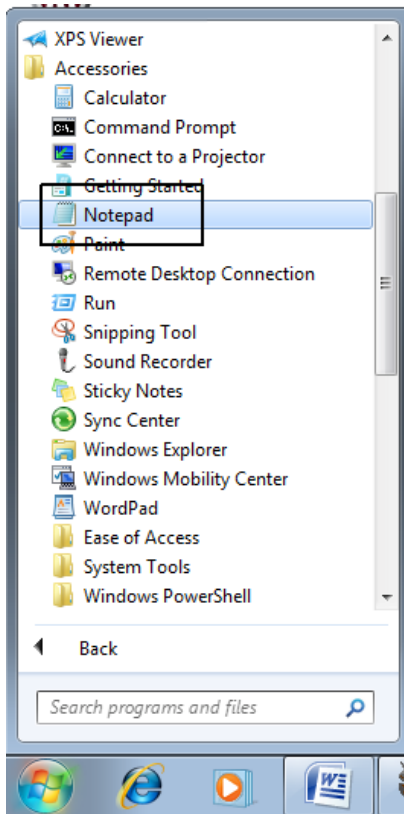 XPS Viewer
Accessories
Calculator
Command Prompt
Connect to a Projector
Getting Started
Notepad
Paint
Remote Desktop Connection
Run
Snipping Tool
Sound Recorder
Sticky Notes
Sync Center
Windows Explorer
Windows Mobility Center
WordPad
Ease of Access
System Tools
Windows PowerShell
Back
Search programs and files